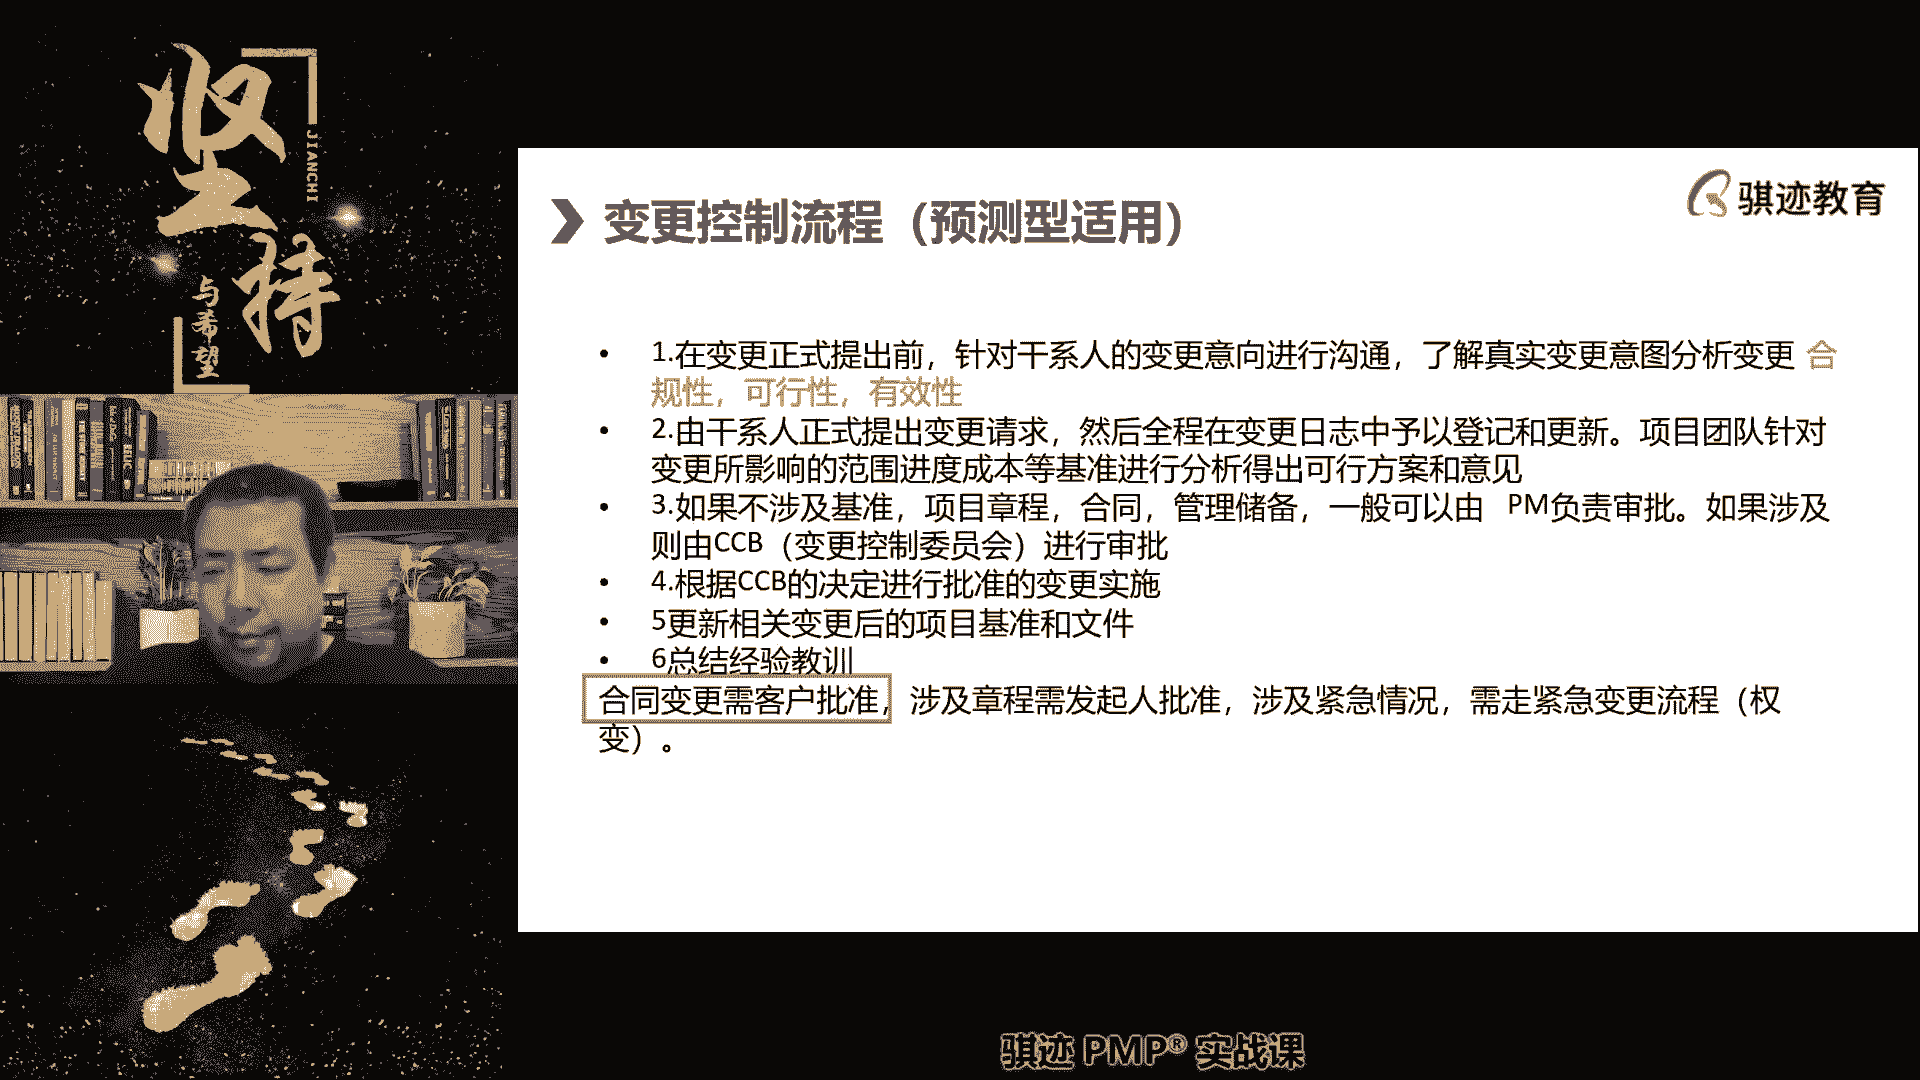 坚持
JIANCHI
与希望
骐迹教育
变更控制流程（预测型适用）
• 1.在变更正式提出前，针对干系人的变更意向进行沟通，了解真实变更意图分析变更 合
规性，可行性，有效性
• 2.由干系人正式提出变更请求，然后全程在变更日志中予以登记和更新。项目团队针对
变更所影响的范围进度成本等基准进行分析得出可行方案和意见
• 3.如果不涉及基准，项目章程，合同，管理储备，一般可以由 PM负责审批。如果涉及
则由CCB（变更控制委员会）进行审批
• 4.根据CCB的决定进行批准的变更实施
• 5更新相关变更后的项目基准和文件
• 6总结经验教训
合同变更需客户批准，涉及章程需发起人批准，涉及紧急情况，需走紧急变更流程（权
变）。
骐迹 PMP® 实战课